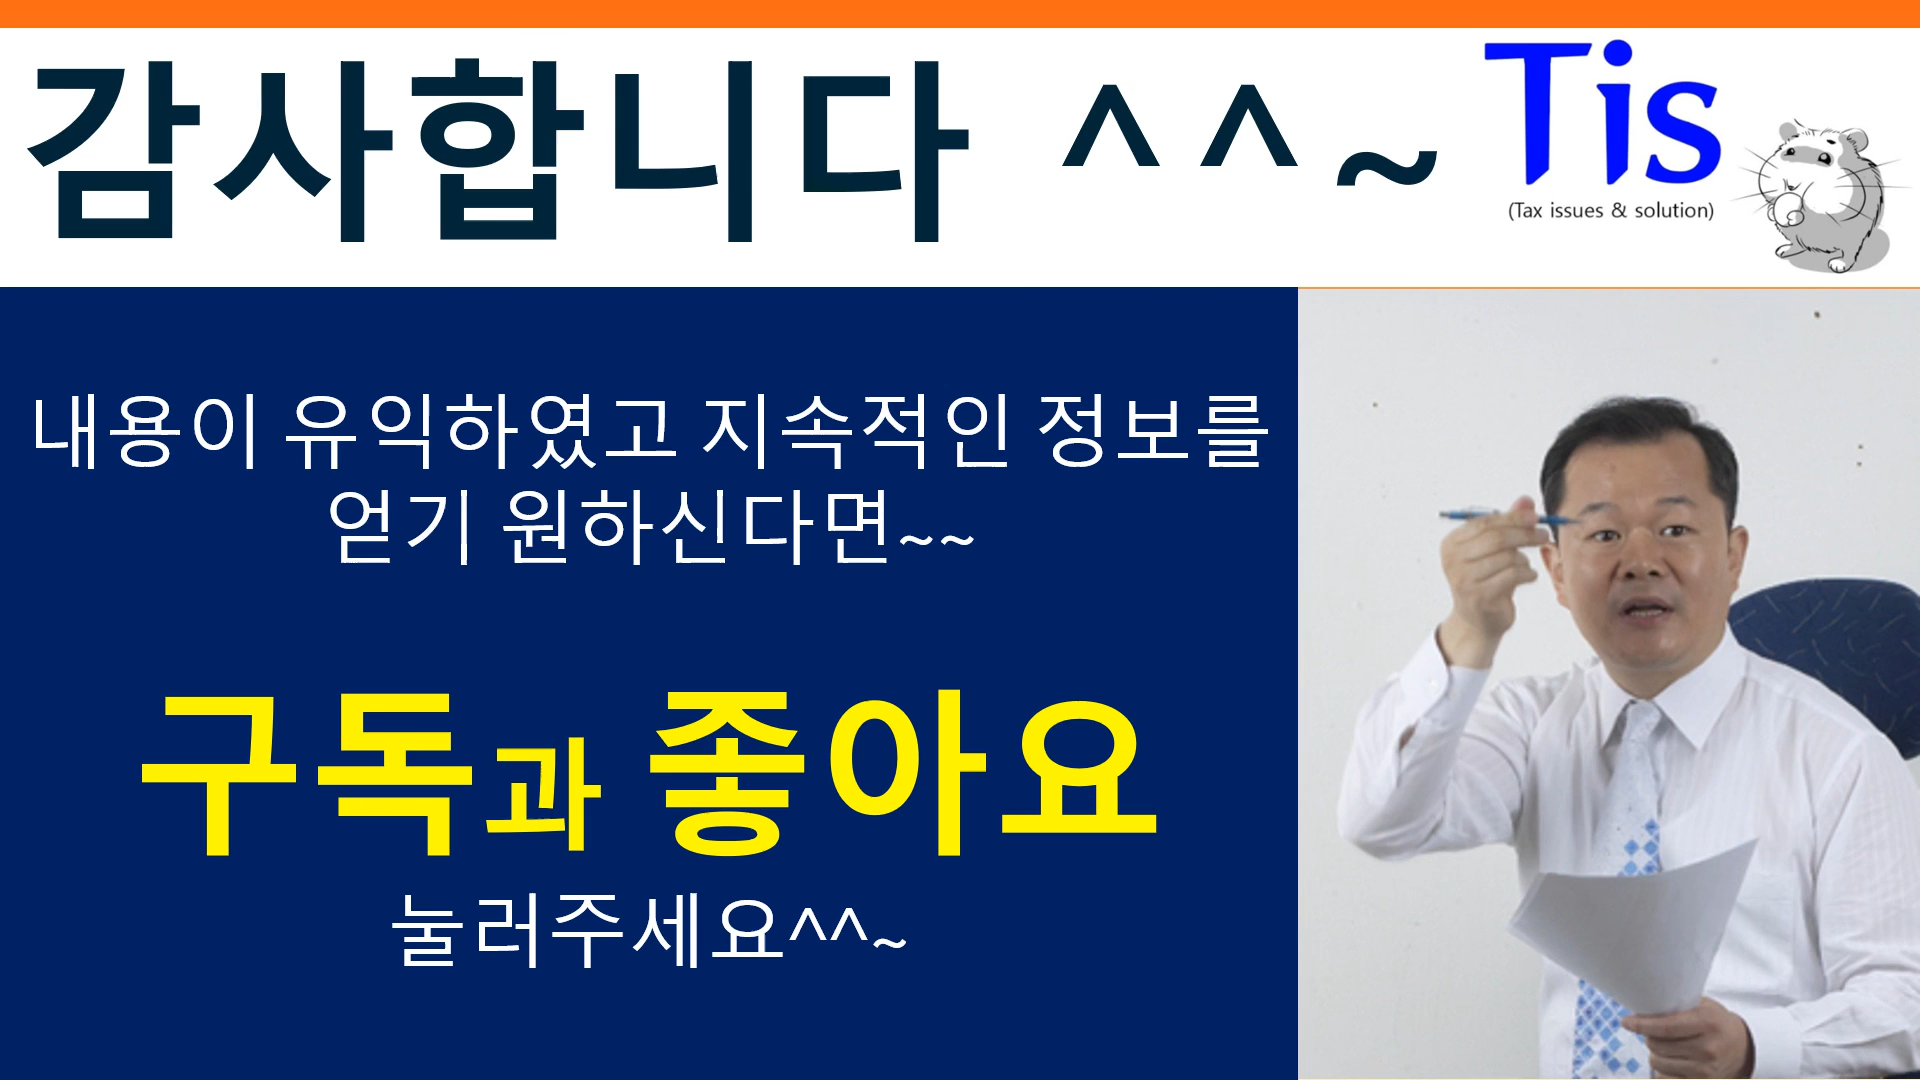 감사합니다 ^^~
Tis
(Tax issues & solution)
내용이 유익하였고 지속적인 정보를
얻기 원하신다면~~
구독과 좋아요
눌러주세요^^~